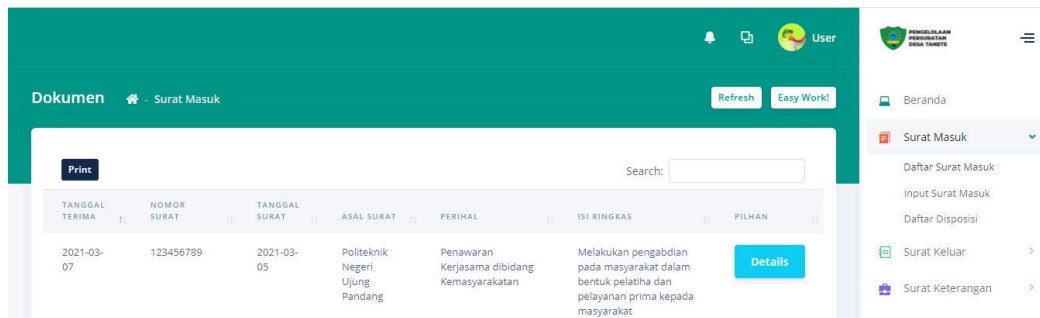 User
PENGELOLAAN
PERSURATAN
DESA TAMETE
Dokumen - Surat Masuk
Refresh
Easy Work!
Print
Search:
TANGGAL TERIMA
NOMOR SURAT
TANGGAL SURAT
ASAL SURAT
PERIHAL
ISI RINGKAS
PILHAN
2021-03-
07
123456789
2021-03-
05
Politeknik
Negeri
Ujung
Pandang
Penawaran
Kerjasama dibidang
Kemasyarakatan
Melakukan pengabdian
pada masyarakat dalam
bentuk pelatiha dan
pelayanan prima kepada
masyarakat
Details
Beranda
Surat Masuk
Daftar Surat Masuk
Input Surat Masuk
Daftar Disposisi
Surat Keluar
Surat Keterangan